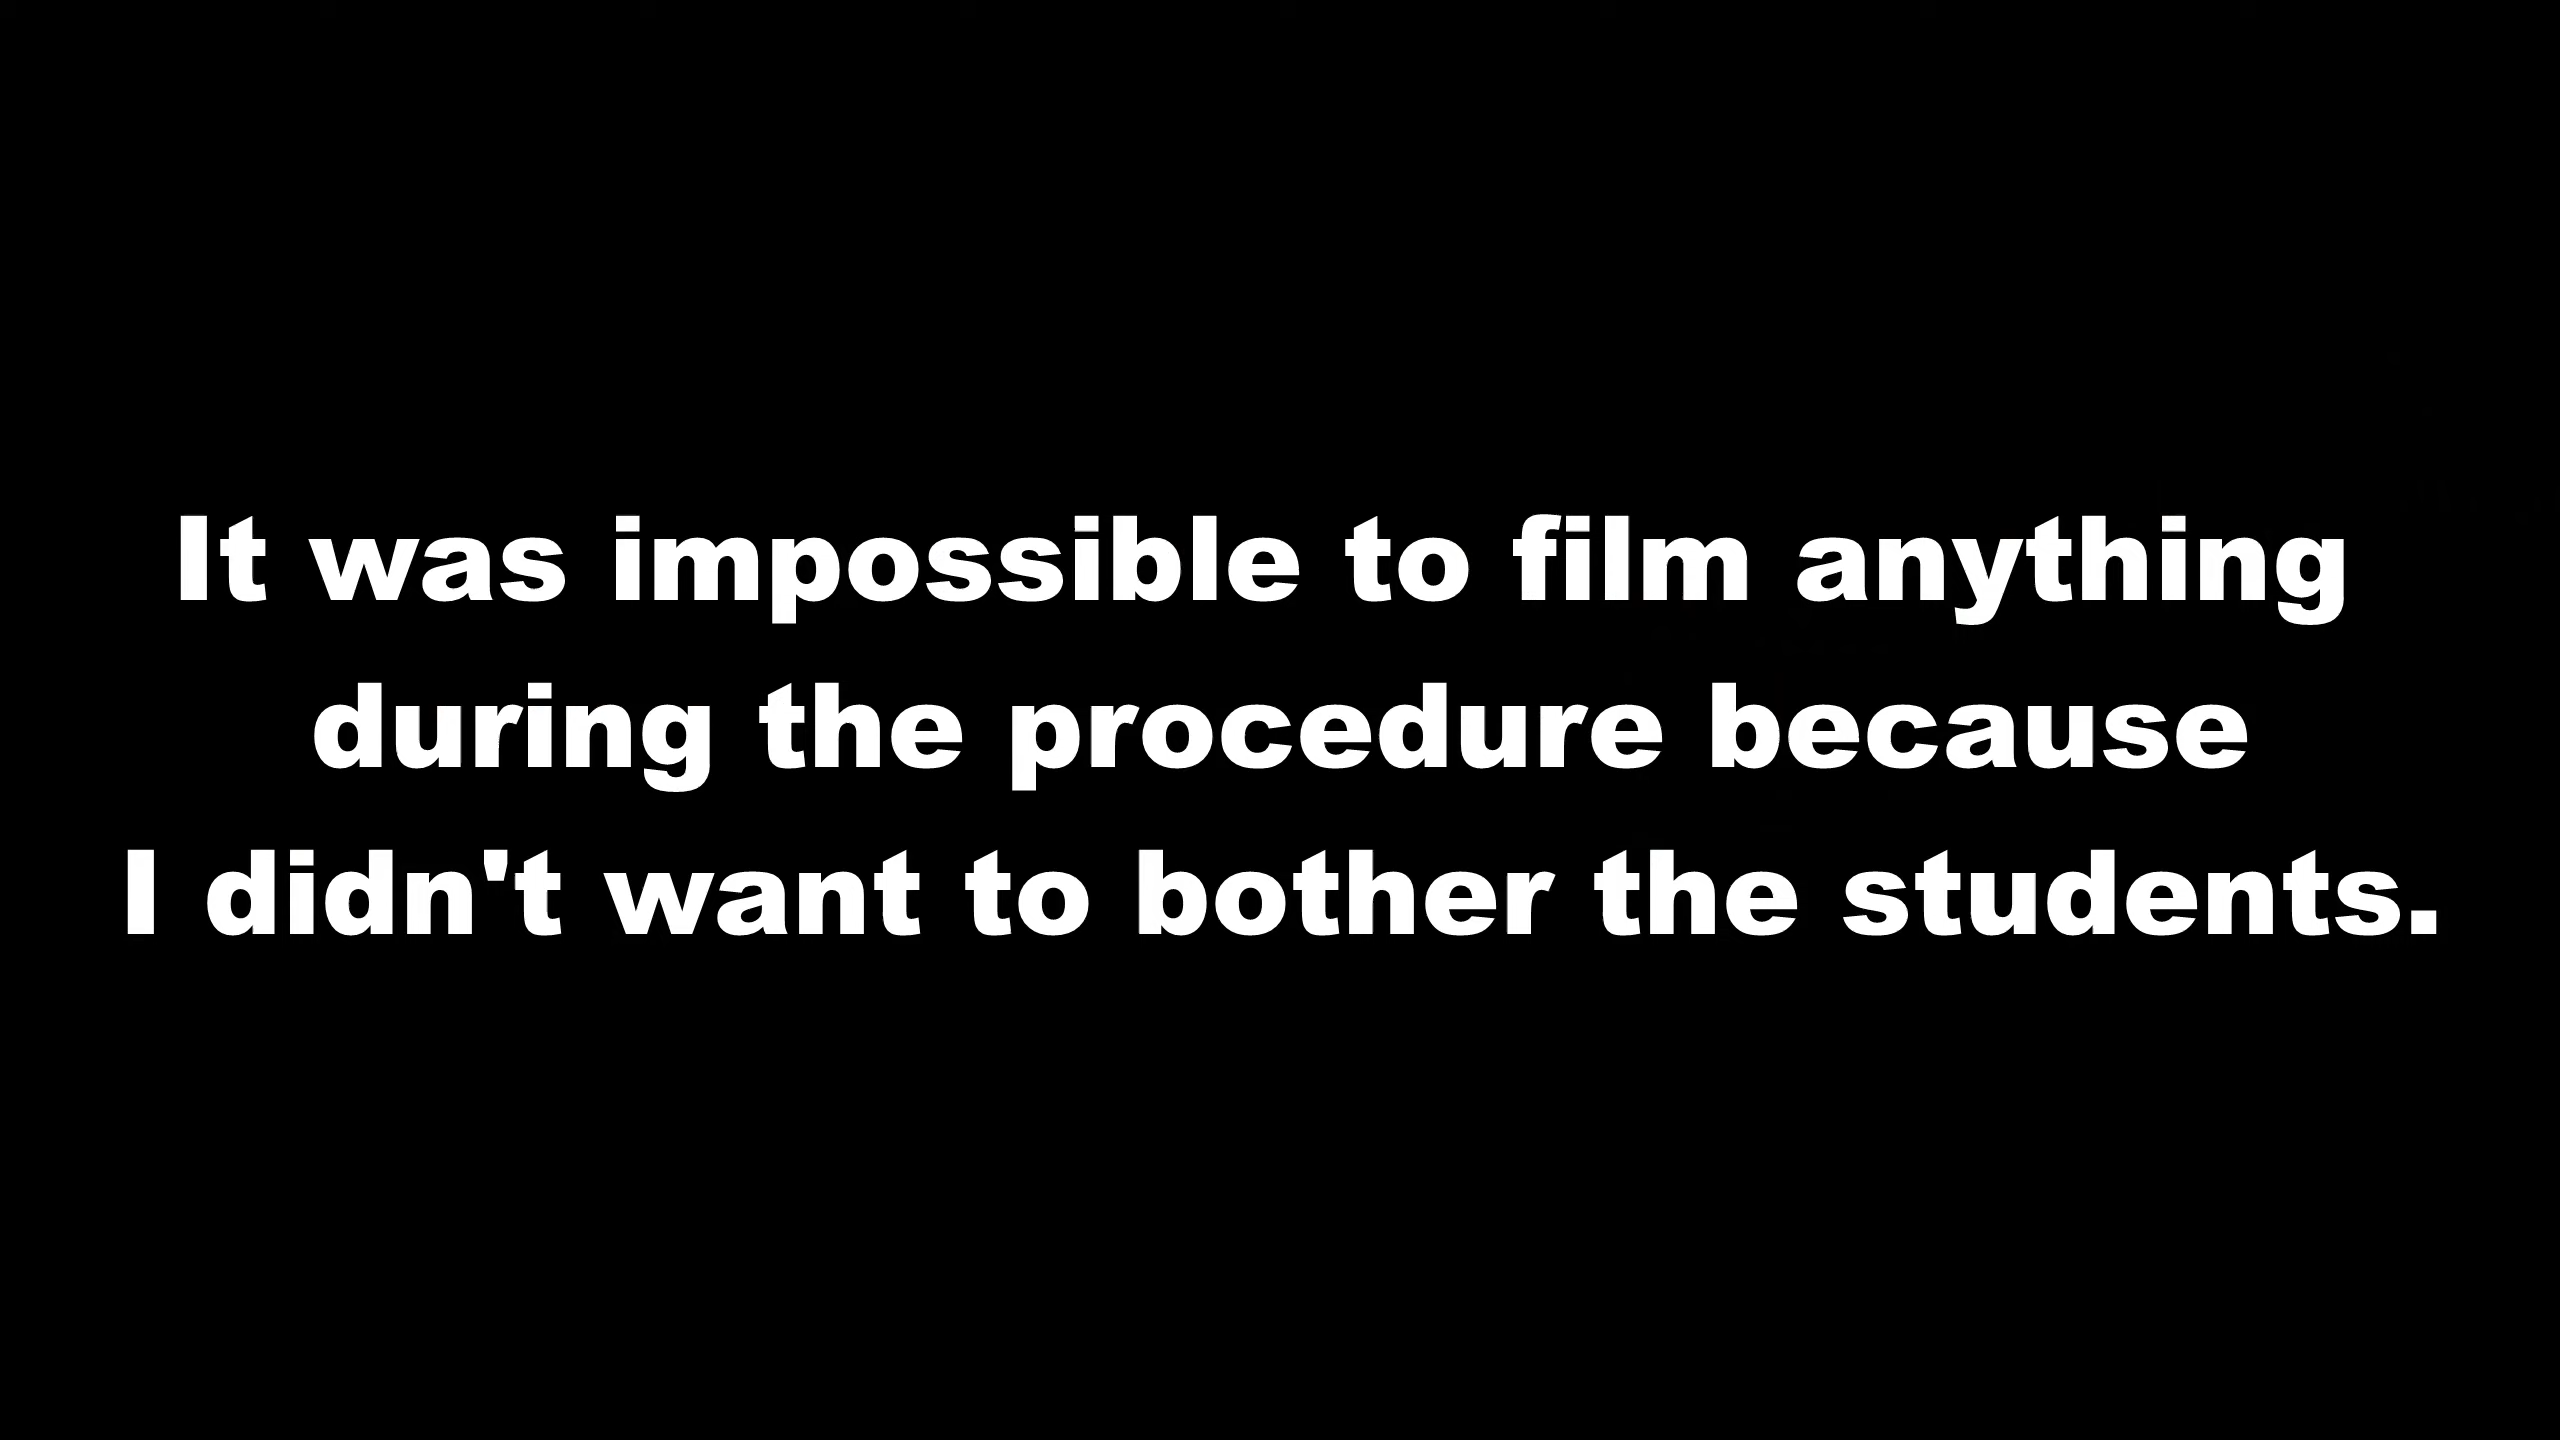 It was impossible to film anything
during the procedure because
I didn't want to bother the students.